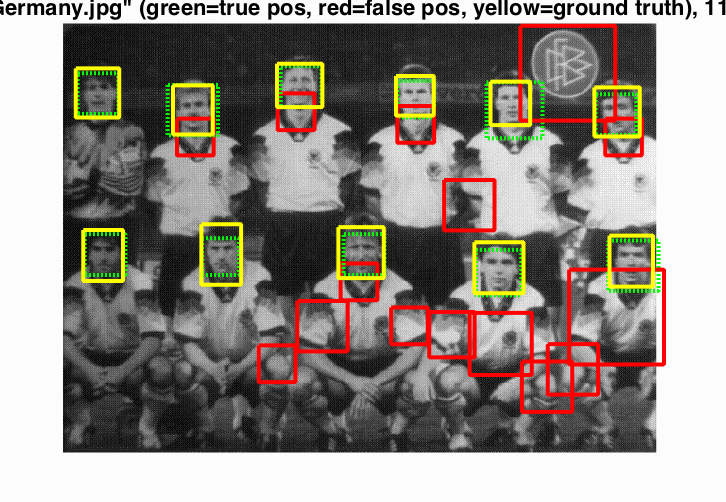 Germany.jpg" (green=true pos, red=false pos, yellow=ground truth), 11